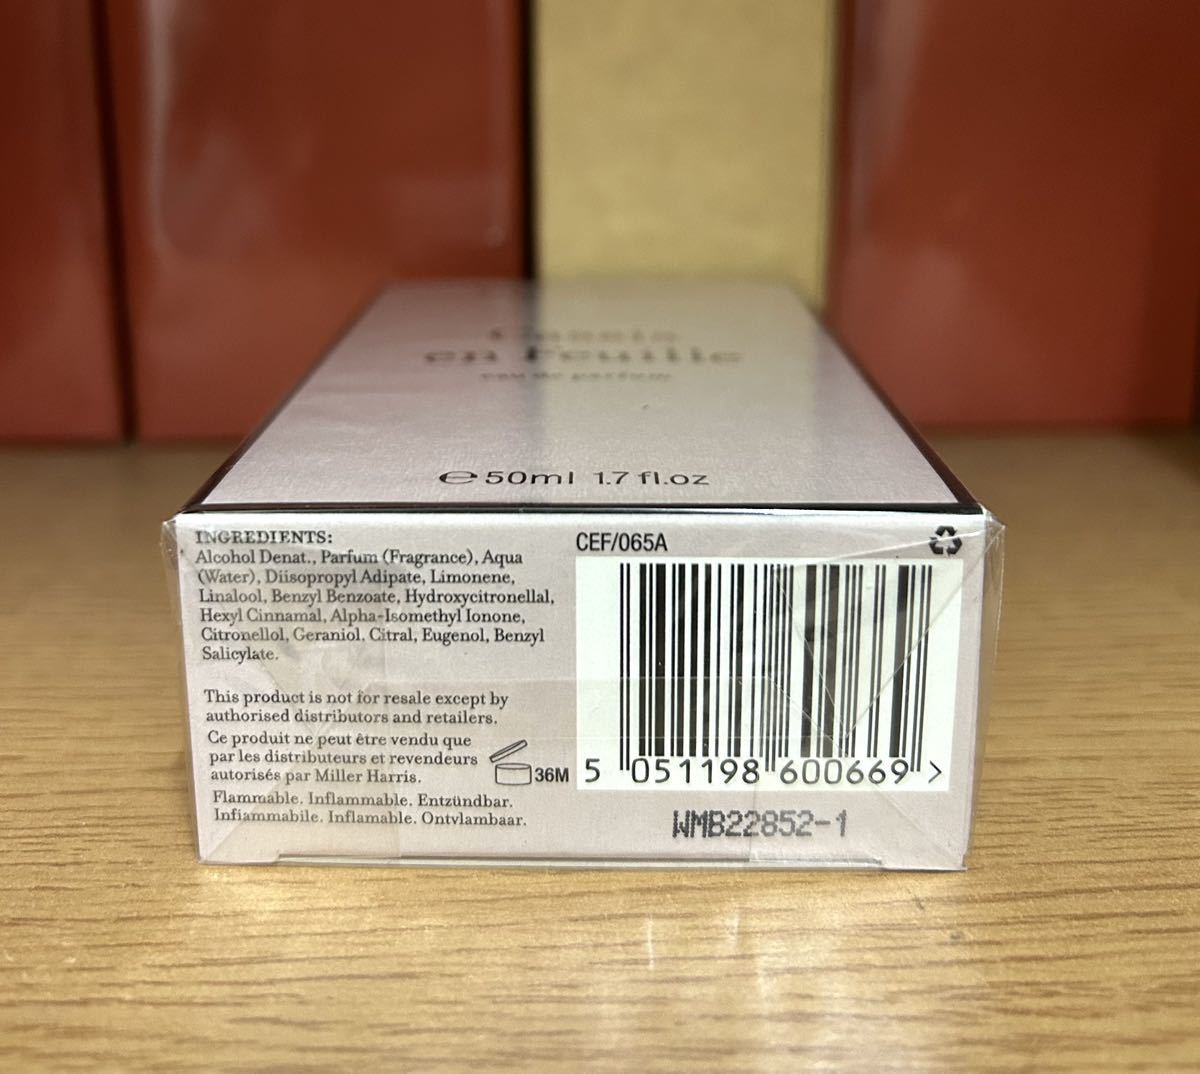 Cassis
en Feuille
eau de parfum
℮ 50ml 1.7 fl.oz
INGREDIENTS:
Alcohol Denat., Parfum (Fragrance), Aqua
(Water), Diisopropyl Adipate, Limonene,
Linalool, Benzyl Benzoate, Hydroxycitronellal,
Hexyl Cinnamal, Alpha-Isomethyl Ionone,
Citronellol, Geraniol, Citral, Eugenol, Benzyl
Salicylate.
This product is not for resale except by
authorised distributors and retailers.
Ce produit ne peut être vendu que
par les distributeurs et revendeurs
autorisés par Miller Harris.
36M
Flammable. Inflammable. Entzündbar.
Infiammabile. Inflamable. Ontvlambaar.
CEF/065A
5 051198 600669 >
WMB22852-1